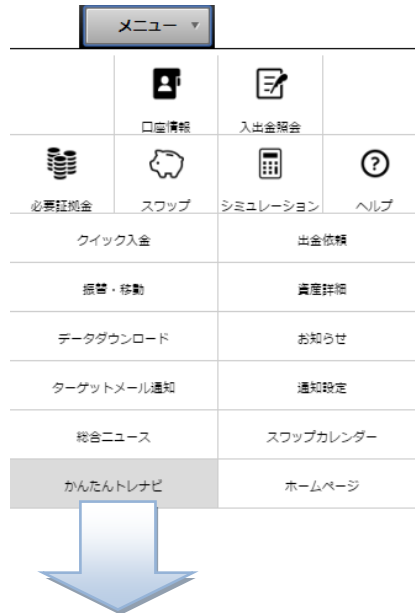 メニュー ▼
口座情報 入出金照会
必要証拠金 スワップ シミュレーション ヘルプ
クイック入金 出金依頼
振替・移動 資産詳細
データダウンロード お知らせ
ターゲットメール通知 通知設定
総合ニュース スワップカレンダー
かんたんトレナビ ホームページ